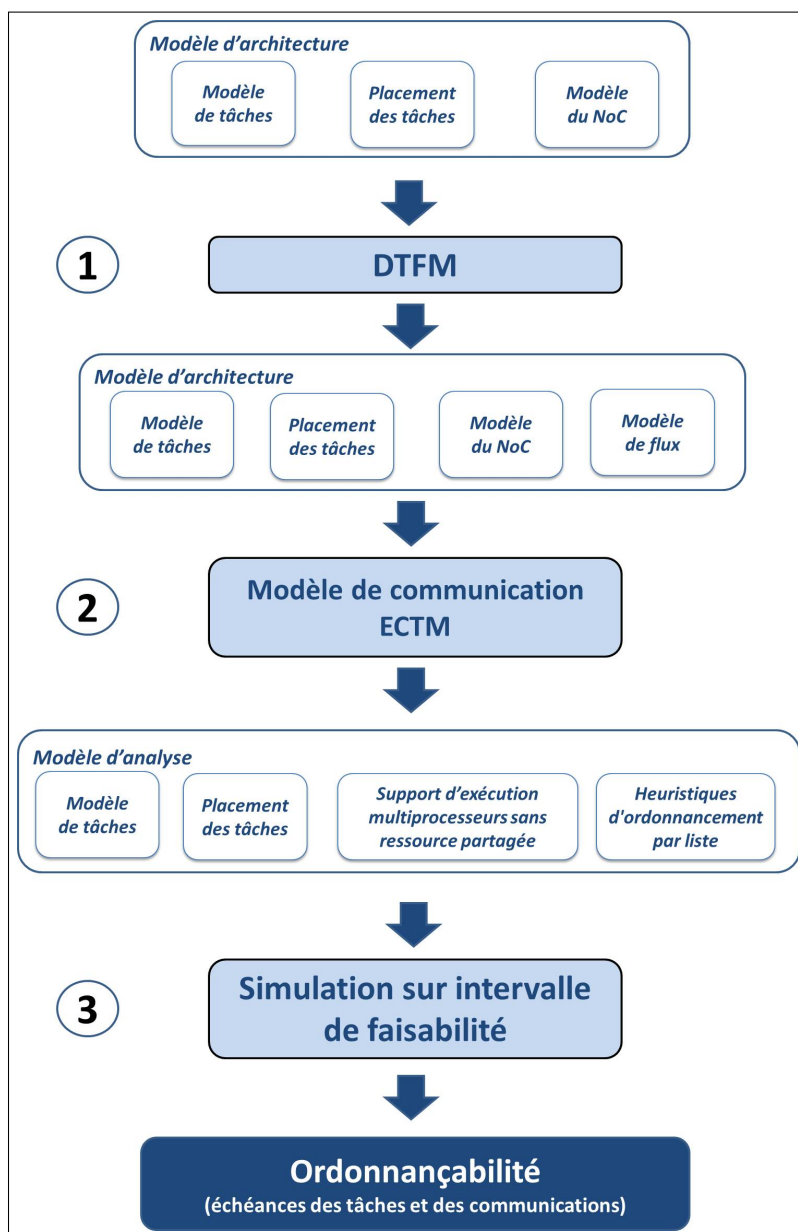 Modèle d'architecture
Modèle
de tâches
Placement
des tâches
Modèle
du NoC
1
DTFM
Modèle d'architecture
Modèle
de tâches
Placement
des tâches
Modèle
du NoC
Modèle
de flux
2
Modèle de communication
ECTM
Modèle d'analyse
Modèle
de tâches
Placement
des tâches
Support d'exécution
multiprocesseurs sans
ressource partagée
Heuristiques
d'ordonnancement
par liste
3
Simulation sur intervalle
de faisabilité
Ordonnançabilité
(échéances des tâches et des communications)